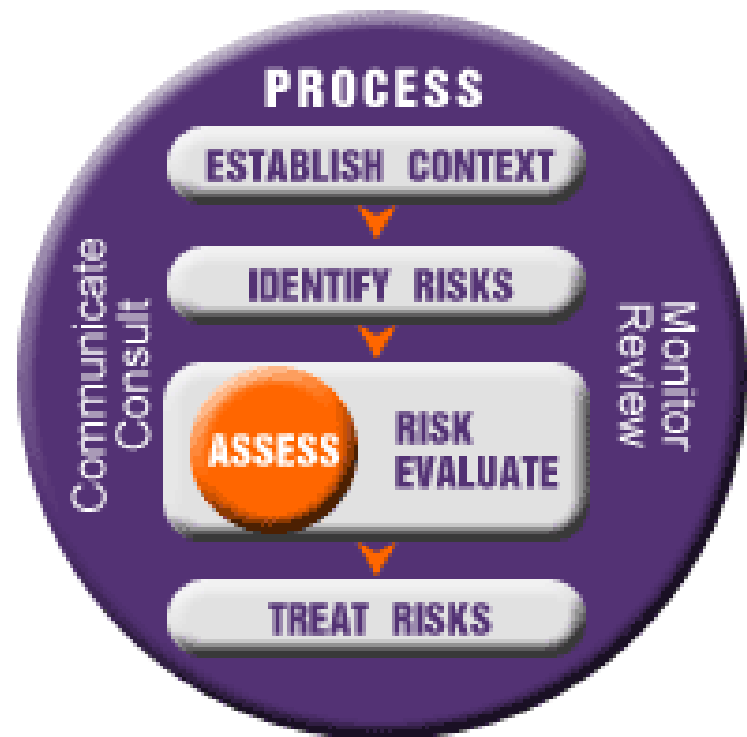 PROCESS
ESTABLISH CONTEXT
IDENTIFY RISKS
Communicate
Consult
ASSESS
RISK
EVALUATE
Monitor
Review
TREAT RISKS